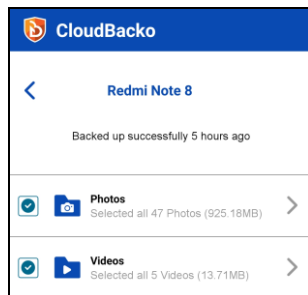 CloudBacko
Redmi Note 8
Backed up successfully 5 hours ago
Photos
Selected all 47 Photos (925.18MB)
Videos
Selected all 5 Videos (13.71MB)